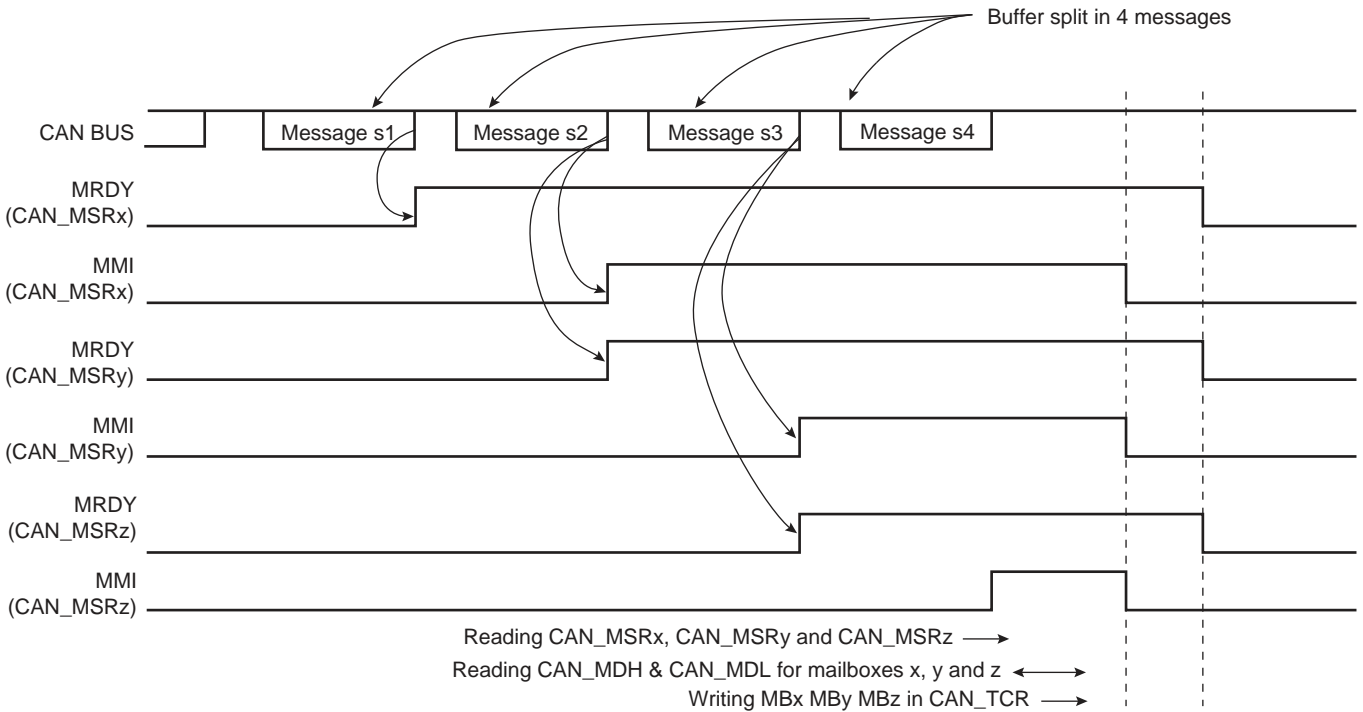 Buffer split in 4 messages
CAN BUS
Message s1
Message s2
Message s3
Message s4
MRDY
(CAN_MSRx)
MMI
(CAN_MSRx)
MRDY
(CAN_MSRy)
MMI
(CAN_MSRy)
MRDY
(CAN_MSRz)
MMI
(CAN_MSRz)
Reading CAN_MSRx, CAN_MSRy and CAN_MSRz
Reading CAN_MDH & CAN_MDL for mailboxes x, y and z
Writing MBx MBy MBz in CAN_TCR